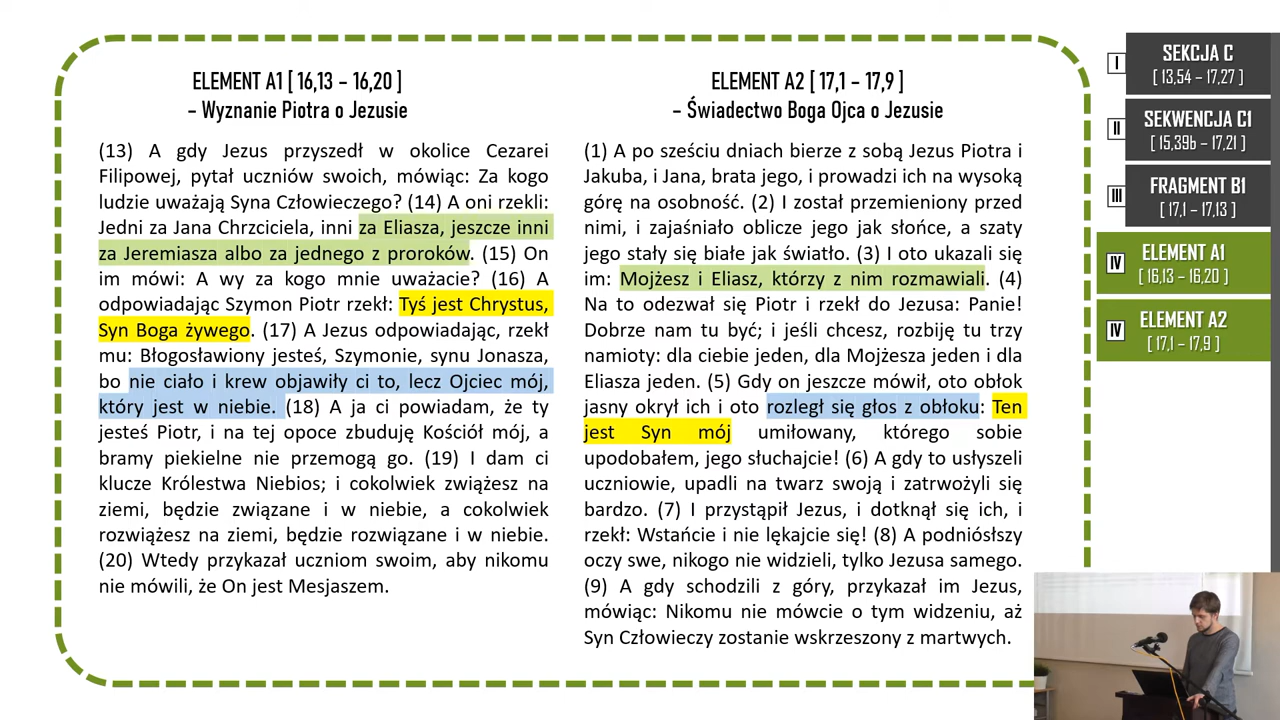 ELEMENT A1 [ 16,13 – 16,20 ]
– Wyznanie Piotra o Jezusie
(13) A gdy Jezus przyszedł w okolice Cezarei
Filipowej, pytał uczniów swoich, mówiąc: Za kogo
ludzie uważają Syna Człowieczego? (14) A oni rzekli:
Jedni za Jana Chrzciciela, inni za Eliasza, jeszcze inni
za Jeremiasza albo za jednego z proroków. (15) On
im mówi: A wy za kogo mnie uważacie? (16) A
odpowiadając Szymon Piotr rzekł: Tyś jest Chrystus,
Syn Boga żywego. (17) A Jezus odpowiadając, rzekł
mu: Błogosławiony jesteś, Szymonie, synu Jonasza,
bo nie ciało i krew objawiły ci to, lecz Ojciec mój,
który jest w niebie. (18) A ja ci powiadam, że ty
jesteś Piotr, i na tej opoce zbuduję Kościół mój, a
bramy piekielne nie przemogą go. (19) I dam ci
klucze Królestwa Niebios; i cokolwiek zwiążesz na
ziemi, będzie związane i w niebie, a cokolwiek
rozwiążesz na ziemi, będzie rozwiązane i w niebie.
(20) Wtedy przykazał uczniom swoim, aby nikomu
nie mówili, że On jest Mesjaszem.
ELEMENT A2 [ 17,1 – 17,9 ]
– Świadectwo Boga Ojca o Jezusie
(1) A po sześciu dniach bierze z sobą Jezus Piotra i
Jakuba, i Jana, brata jego, i prowadzi ich na wysoką
górę na osobność. (2) I został przemieniony przed
nimi, i zajaśniało oblicze jego jak słońce, a szaty
jego stały się białe jak światło. (3) I oto ukazali się
im: Mojżesz i Eliasz, którzy z nim rozmawiali. (4)
Na to odezwał się Piotr i rzekł do Jezusa: Panie!
Dobrze nam tu być; i jeśli chcesz, rozbiję tu trzy
namioty: dla ciebie jeden, dla Mojżesza jeden i dla
Eliasza jeden. (5) Gdy on jeszcze mówił, oto obłok
jasny okrył ich i oto rozległ się głos z obłoku: Ten
jest Syn mój umiłowany, którego sobie
upodobałem, jego słuchajcie! (6) A gdy to usłyszeli
uczniowie, upadli na twarz swoją i zatrwożyli się
bardzo. (7) I przystąpił Jezus, i dotknął się ich, i
rzekł: Wstańcie i nie lękajcie się! (8) A podniósłszy
oczy swe, nikogo nie widzieli, tylko Jezusa samego.
(9) A gdy schodzili z góry, przykazał im Jezus,
mówiąc: Nikomu nie mówcie o tym widzeniu, aż
Syn Człowieczy zostanie wskrzeszony z martwych.
I
SEKCJA C
[ 13,54 – 17,27 ]
II
SEKWENCJA C1
[ 15,39b – 17,21 ]
III
FRAGMENT B1
[ 17,1 – 17,13 ]
IV
ELEMENT A1
[ 16,13 – 16,20 ]
IV
ELEMENT A2
[ 17,1 – 17,9 ]